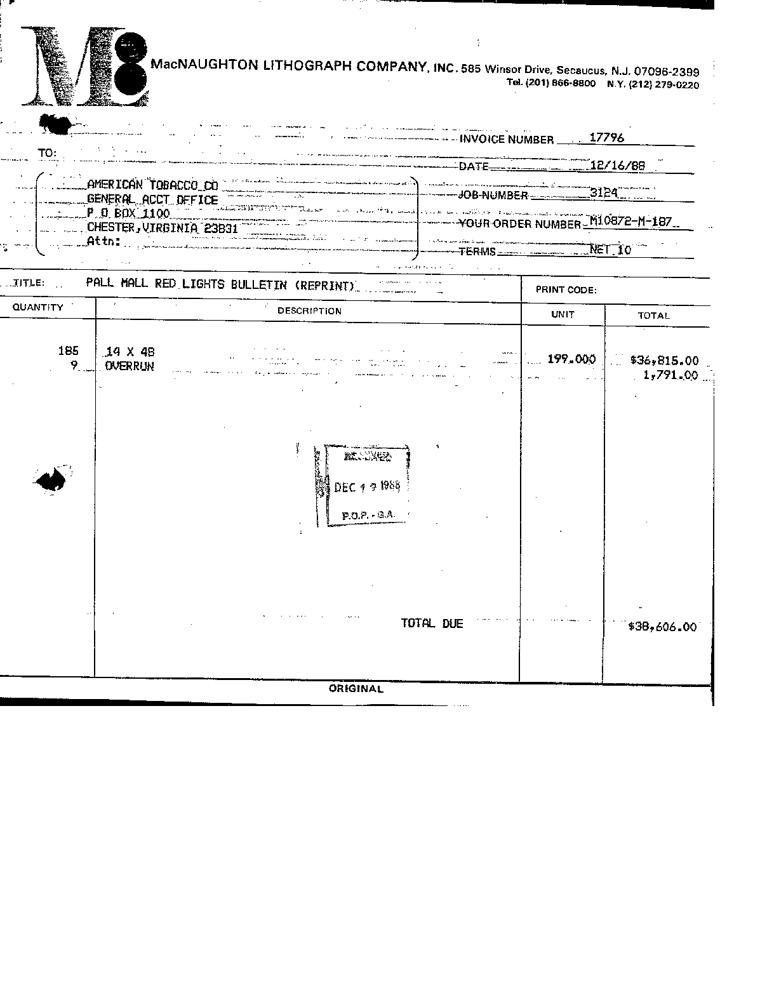 MacNAUGHTON LITHOGRAPH COMPANY, INC. 585 Winsor Drive, Secaucus, N.J. 07096-2399
Tel. (201) 866-8800 N.Y. (212) 279-0220
INVOICE NUMBER 17796
TO:
DATE 12/16/88
AMERICAN TOBACCO CO
GENERAL ACCT OFFICE
JOB NUMBER 3124
P O BOX 1100
CHESTER, VIRGINIA 23831
YOUR ORDER NUMBER M10872-M-187
Attn:
TERMS NET 10
TITLE: PALL MALL RED LIGHTS BULLETIN (REPRINT)
PRINT CODE:
QUANTITY DESCRIPTION UNIT TOTAL
185 14 X 48 199.000 $36,815.00
9 OVERRUN 1,791.00
RECEIVED
DEC 19 1988
P.O.P. - G.A.
TOTAL DUE $38,606.00
ORIGINAL